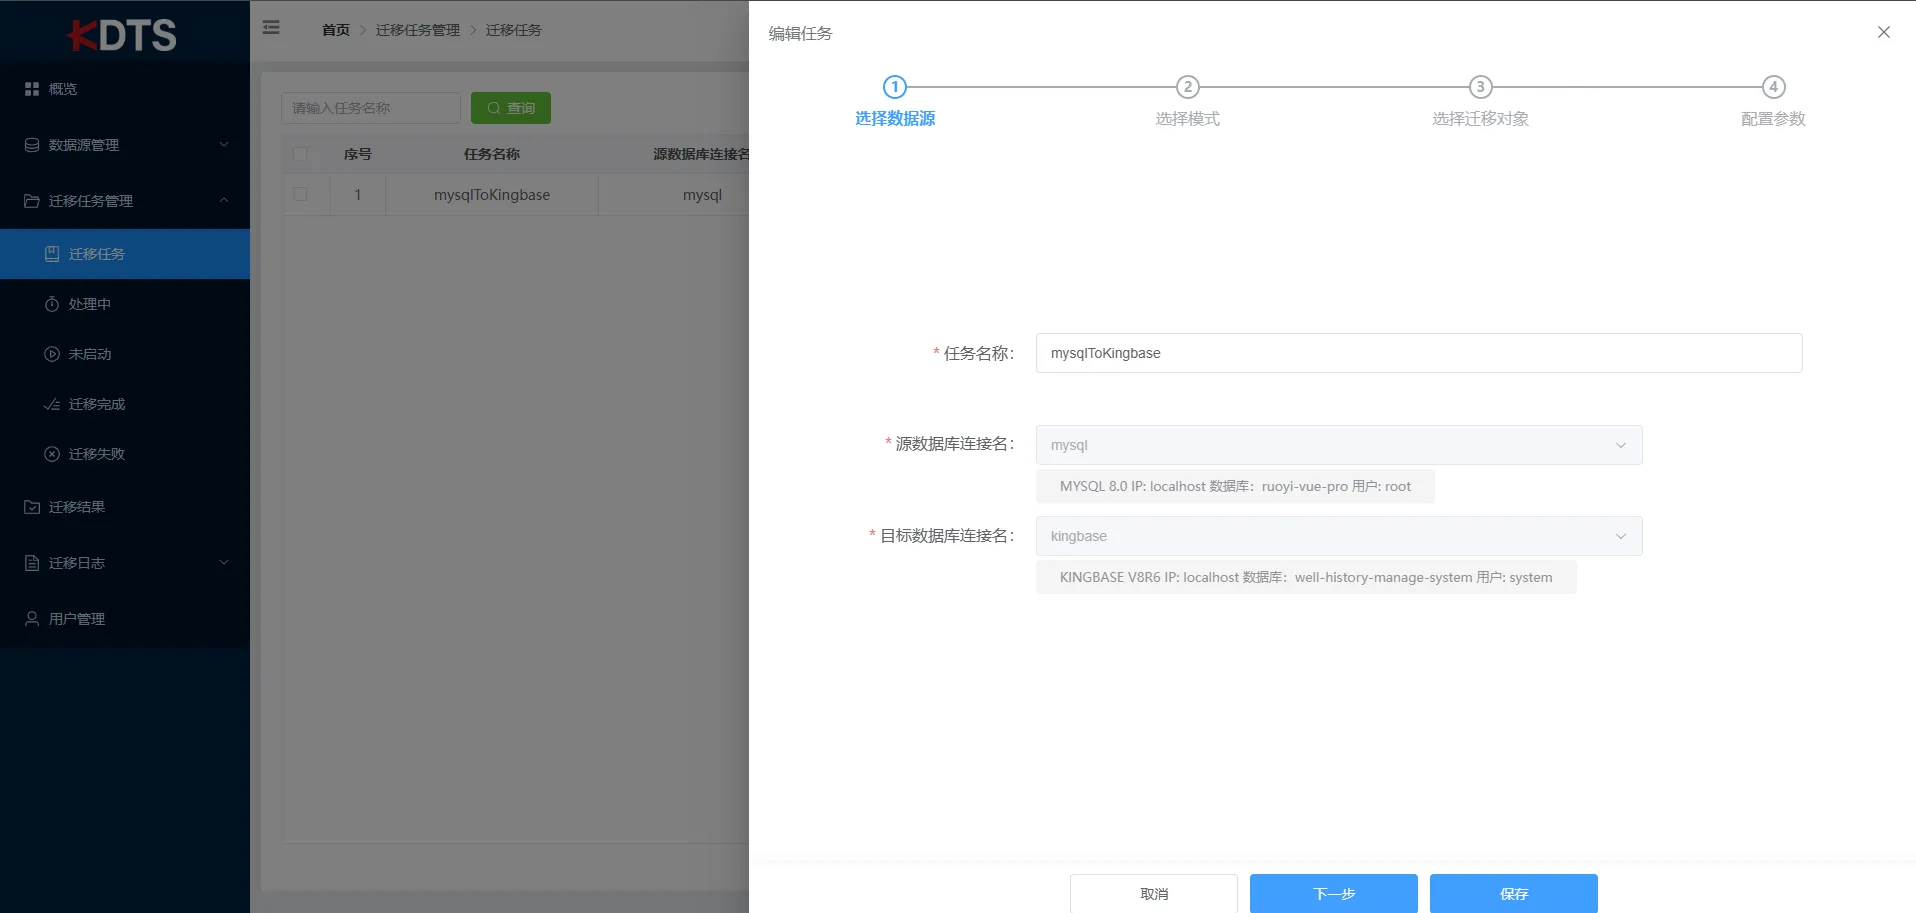 KDTS
概览
数据源管理
迁移任务管理
迁移任务
处理中
未启动
迁移完成
迁移失败
迁移结果
迁移日志
用户管理
首页 > 迁移任务管理 > 迁移任务
请输入任务名称 查询
序号 任务名称 源数据库连接名
1 mysqlToKingbase mysql
编辑任务
1 2 3 4
选择数据源 选择模式 选择迁移对象 配置参数
* 任务名称： mysqlToKingbase
* 源数据库连接名： mysql
MYSQL 8.0 IP: localhost 数据库：ruoyi-vue-pro 用户: root
* 目标数据库连接名： kingbase
KINGBASE V8R6 IP: localhost 数据库：well-history-manage-system 用户: system
取消 下一步 保存